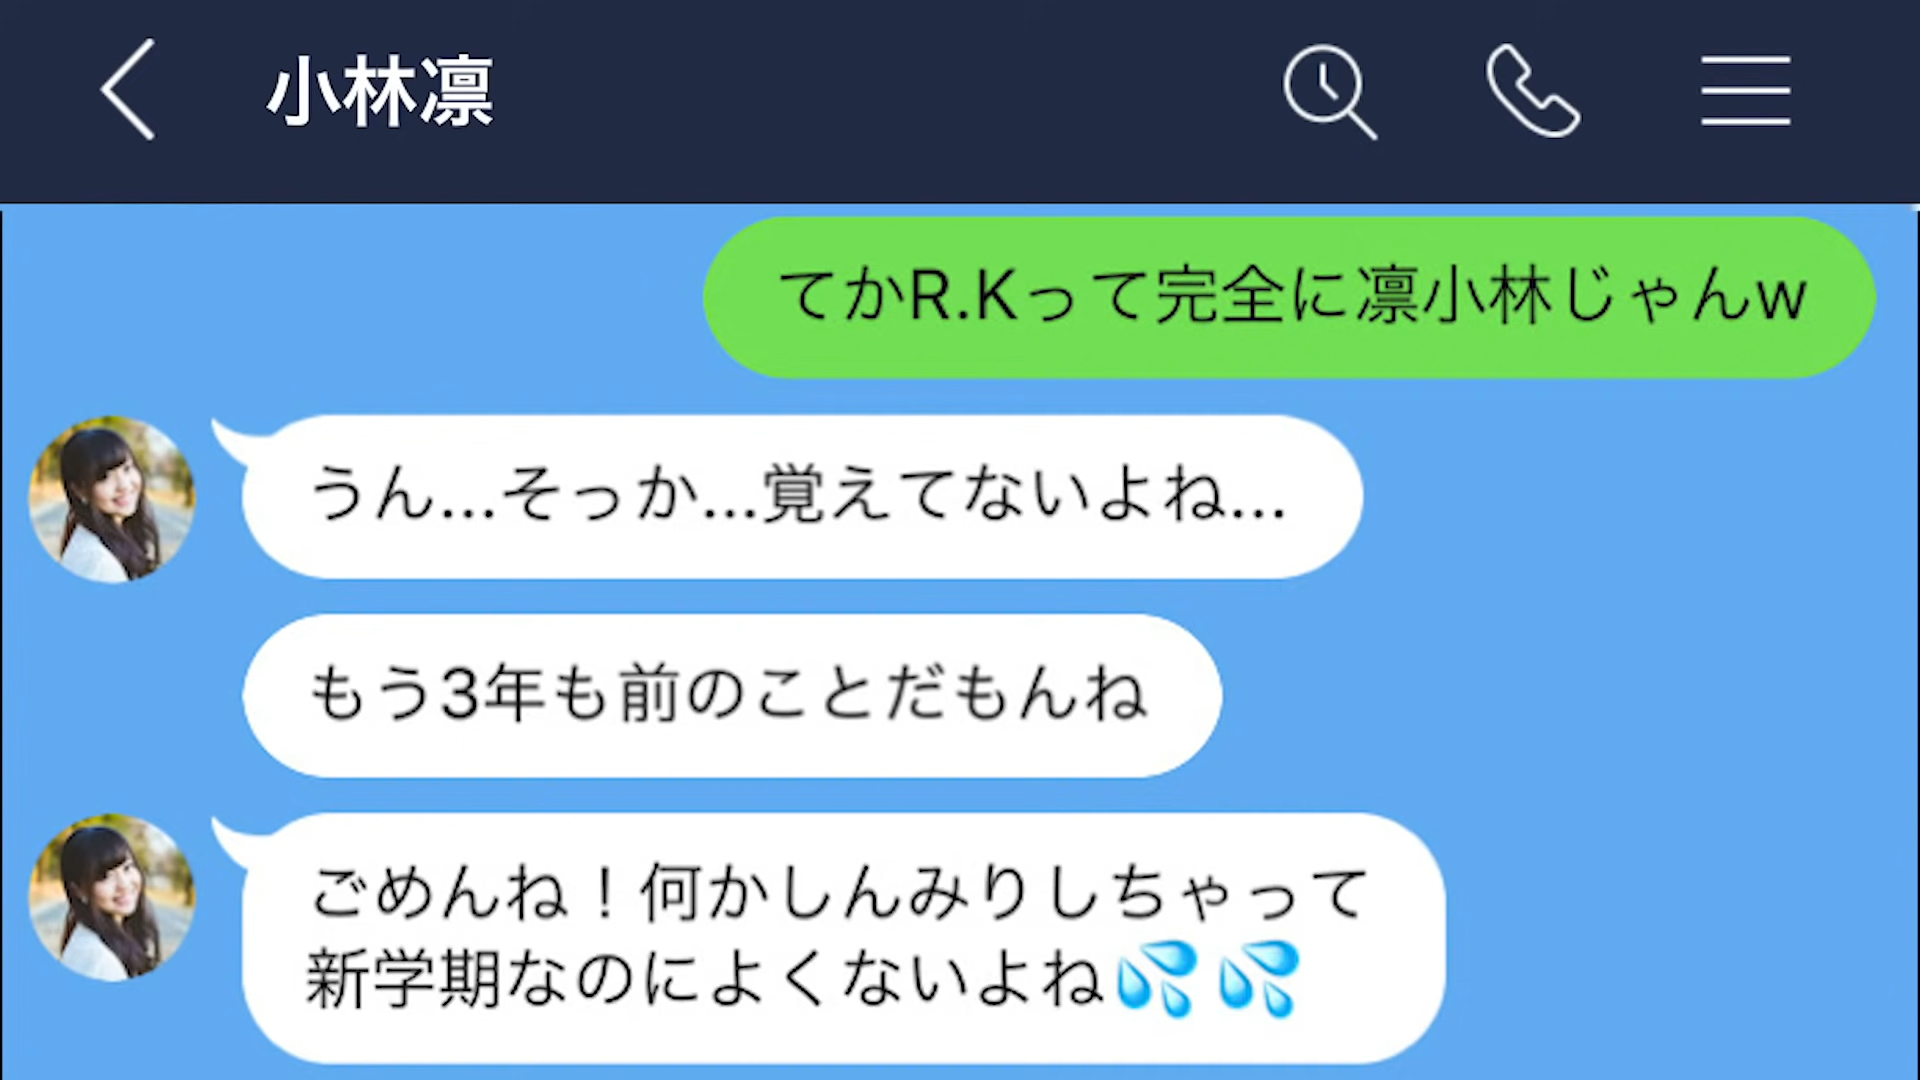 小林凛
てかR.Kって完全に凛小林じゃんw
うん...そっか...覚えてないよね...
もう3年も前のことだもんね
ごめんね！何かしんみりしちゃって
新学期なのによくないよね💦💦